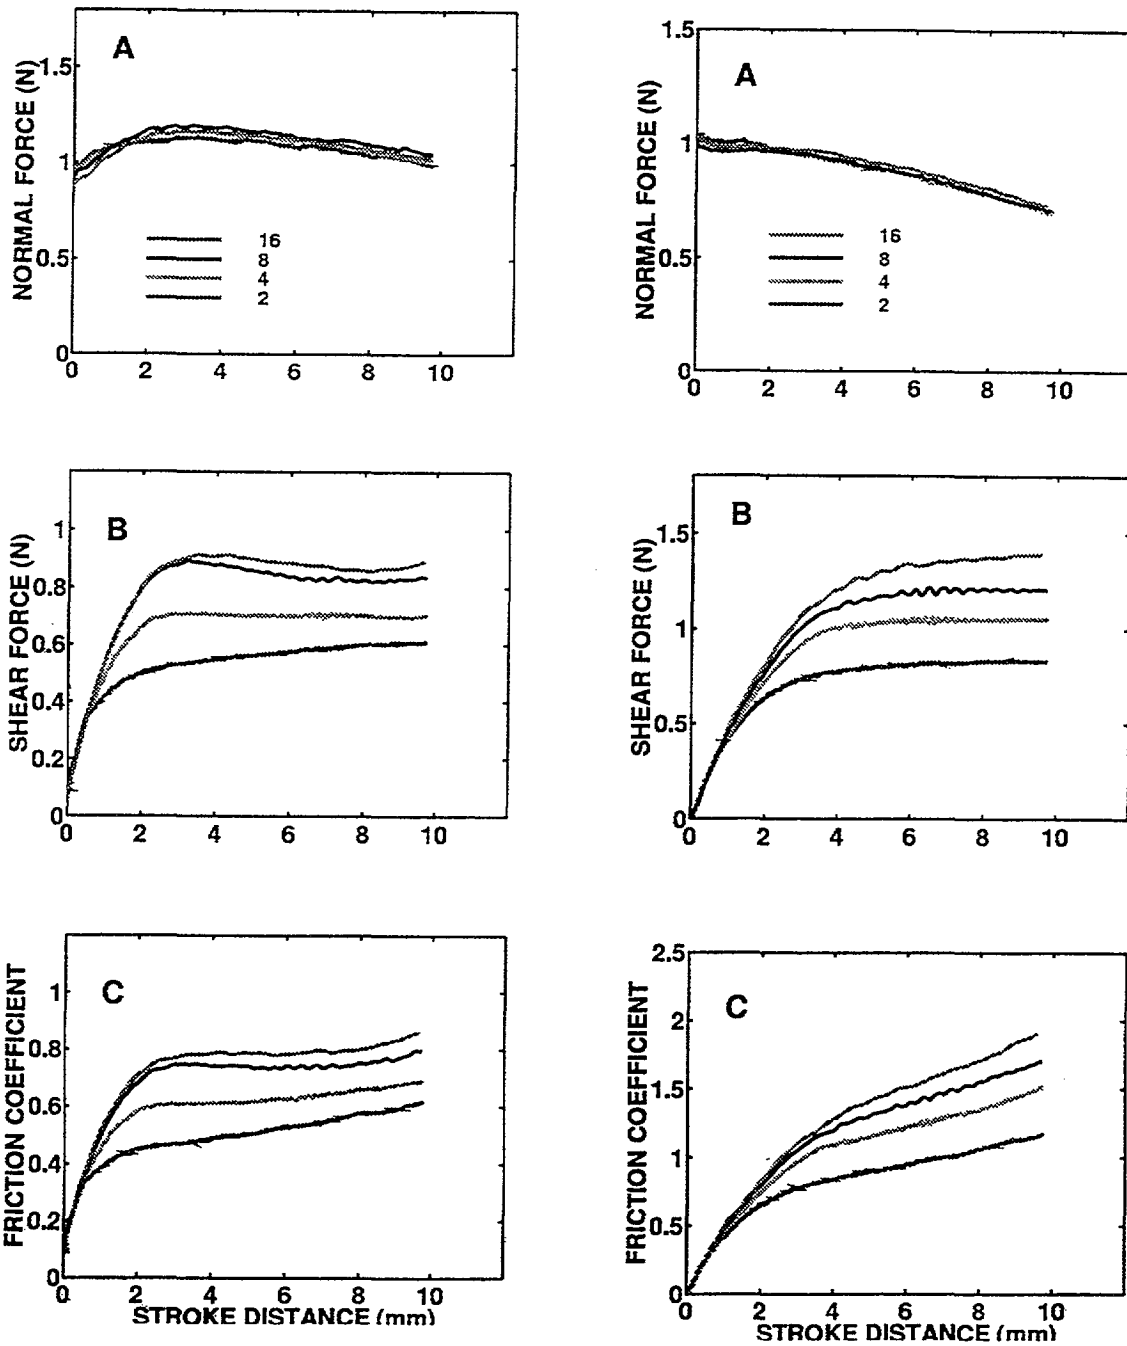 A
NORMAL FORCE (N)
1.5
1
0.5
0
16
8
4
2
0 2 4 6 8 10
A
NORMAL FORCE (N)
1.5
1
0.5
0
16
8
4
2
0 2 4 6 8 10
B
SHEAR FORCE (N)
1
0.8
0.6
0.4
0.2
0
0 2 4 6 8 10
B
SHEAR FORCE (N)
1.5
1
0.5
0
0 2 4 6 8 10
C
FRICTION COEFFICIENT
1
0.8
0.6
0.4
0.2
0
0 2 4 6 8 10
STROKE DISTANCE (mm)
C
FRICTION COEFFICIENT
2.5
2
1.5
1
0.5
0
0 2 4 6 8 10
STROKE DISTANCE (mm)